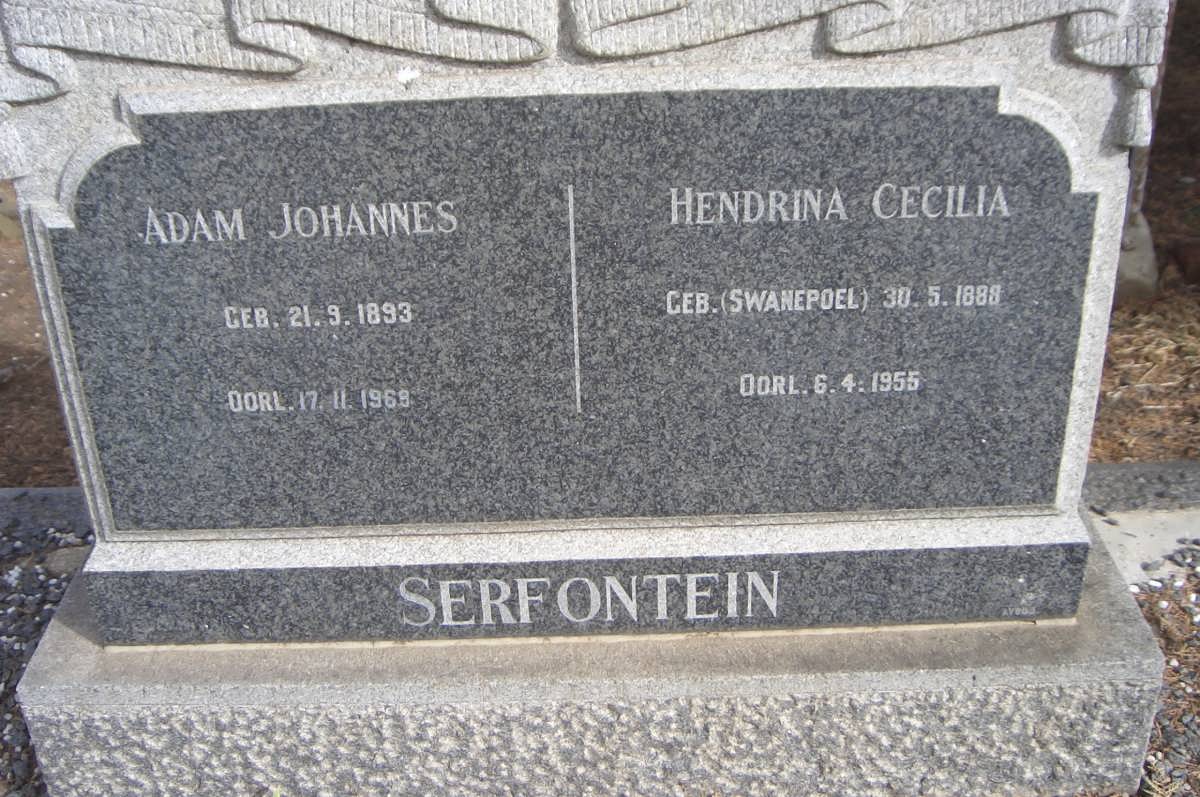 ADAM JOHANNES
GEB. 21.9.1893
OORL. 17.11.1968
HENDRINA CECILIA
GEB. (SWANEPOEL) 30.5.1888
OORL. 6.4.1955
SERFONTEIN